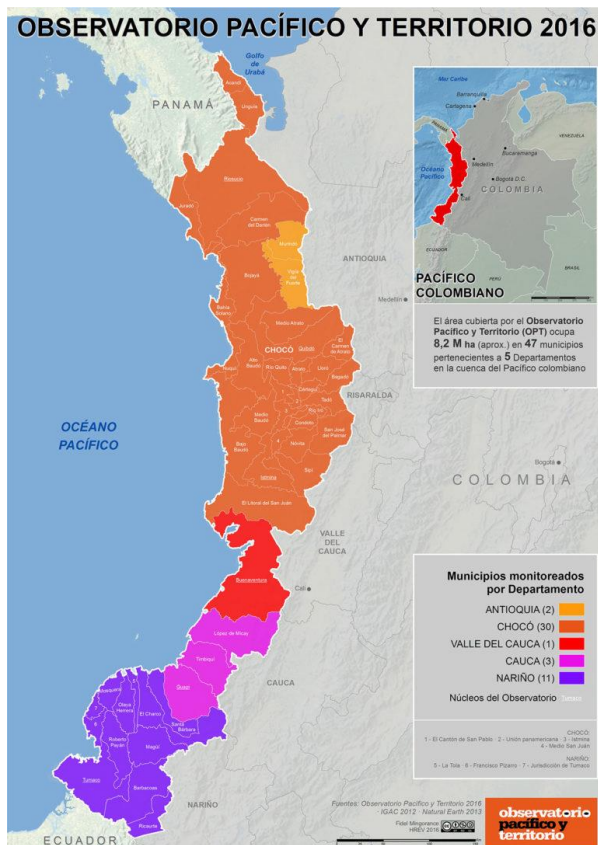 OBSERVATORIO PACÍFICO Y TERRITORIO 2016
Golfo
de
Urabá
PANAMÁ
Acandí
Unguía
Riosucio
Juradó
Carmen
del Darién
Murindó
Vigía
del
Fuerte
ANTIOQUIA
Medellín
Bojayá
Bahía
Solano
Medio Atrato
CHOCÓ
Quibdó
El
Carmen
de Atrato
Alto
Baudó
Río Quito
Atrato
Lloró
Bagadó
Nuquí
Cértegui
Tadó
RISARALDA
Medio
Baudó
Río Iró
Condoto
San José
del Palmar
Bajo
Baudó
Nóvita
Istmina
Sipí
El Litoral del San Juan
OCÉANO
PACÍFICO
Bogotá
COLOMBIA
VALLE
DEL
CAUCA
Buenaventura
Cali
López de Micay
Timbiquí
Guapi
CAUCA
Mosquera
Olaya
Herrera
El Charco
Santa
Bárbara
Roberto
Payán
Magüí
Tumaco
Barbacoas
Ricaurte
NARIÑO
ECUADOR
Mar Caribe
Barranquilla
Cartagena
PANAMÁ
VENEZUELA
Bucaramanga
Medellín
Océano
Pacífico
Bogotá D.C.
COLOMBIA
Cali
ECUADOR
PERÚ
BRASIL
PACÍFICO
COLOMBIANO
El área cubierta por el Observatorio
Pacífico y Territorio (OPT) ocupa
8,2 M ha (aprox.) en 47 municipios
pertenecientes a 5 Departamentos
en la cuenca del Pacífico colombiano
Municipios monitoreados
por Departamento
ANTIOQUIA (2)
CHOCÓ (30)
VALLE DEL CAUCA (1)
CAUCA (3)
NARIÑO (11)
Núcleos del Observatorio
CHOCO:
1 - El Cantón de San Pablo - 2 - Unión panamericana - 3 - Istmina
4 - Medio San Juan
NARIÑO:
5 - La Tola - 6 - Francisco Pizarro - 7 - Jurisdicción de Tumaco
Fuentes: Observatorio Pacífico y Territorio 2016
IGAC 2012 - Natural Earth 2013
Fidel Mingorance
HREV 2016
observatorio
pacífico y
territorio